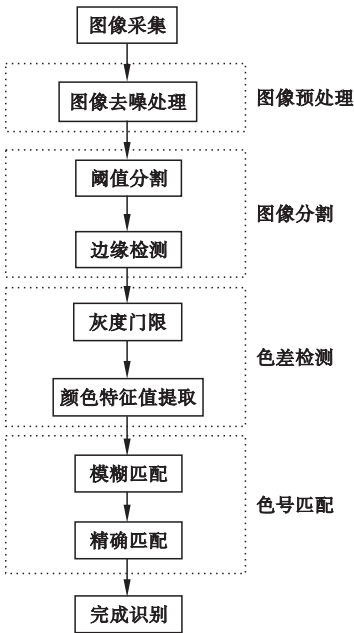 图像采集
图像去噪处理
图像预处理
阈值分割
图像分割
边缘检测
灰度门限
色差检测
颜色特征值提取
模糊匹配
色号匹配
精确匹配
完成识别